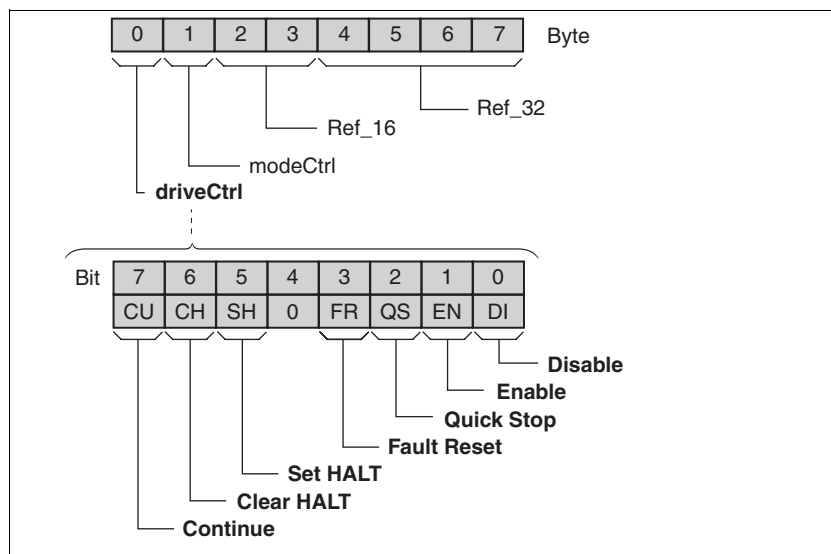 0 1 2 3 4 5 6 7 Byte
Ref_32
Ref_16
modeCtrl
driveCtrl
Bit 7 6 5 4 3 2 1 0
CU CH SH 0 FR QS EN DI
Disable
Enable
Quick Stop
Fault Reset
Set HALT
Clear HALT
Continue